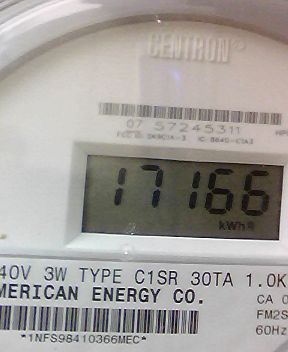 CENTRON®
07 57245311
17166
kWh
40V 3W TYPE C1SR 30TA 1.0K
MERICAN ENERGY CO.
CA 0
FM2S
60Hz
*1NFS98410366MEC*